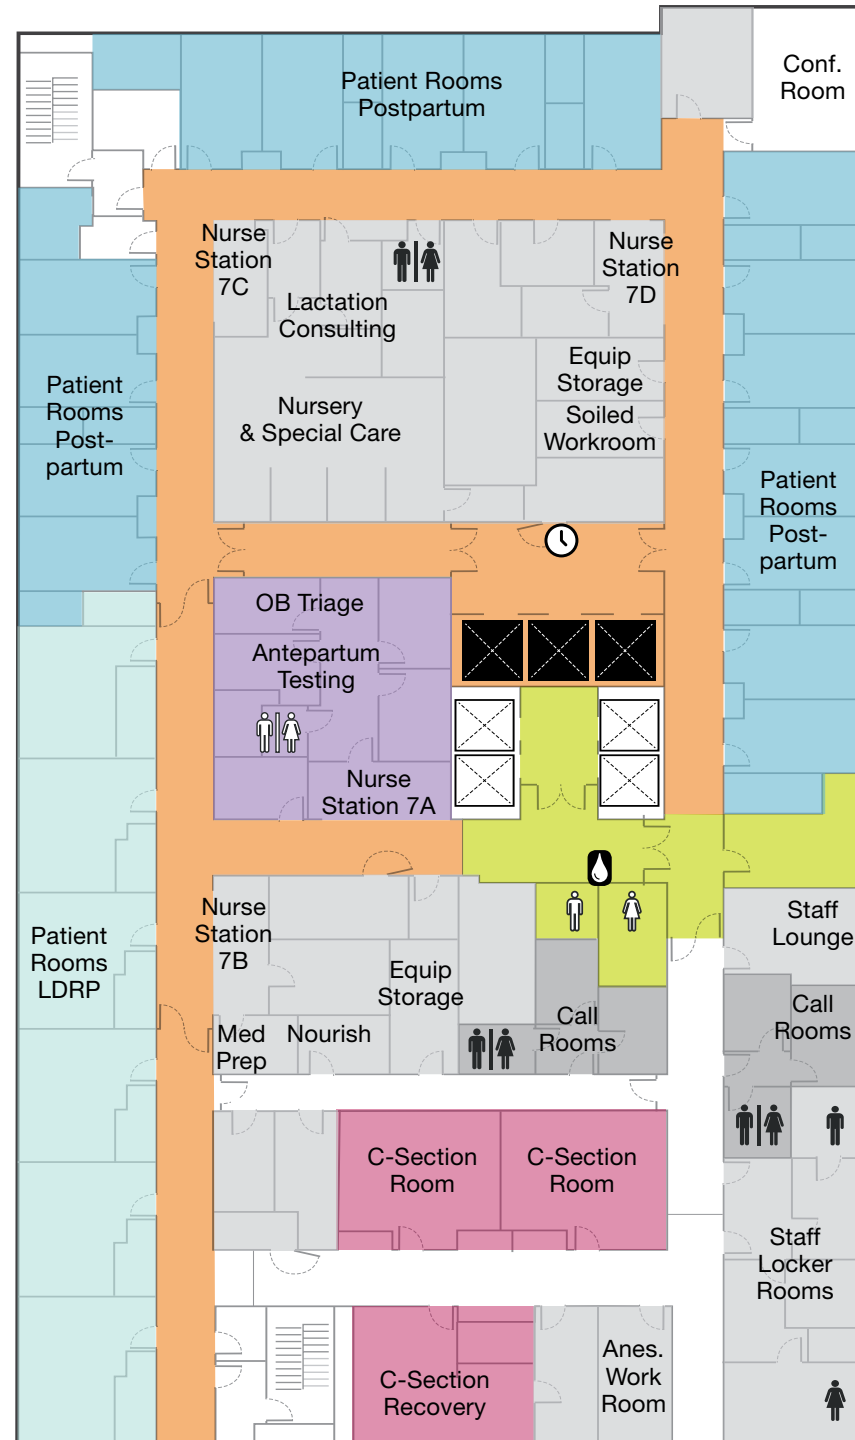 Patient Rooms
Postpartum
Conf.
Room
Nurse
Station
7C
Nurse
Station
7D
Lactation
Consulting
Equip
Storage
Patient
Rooms
Post-
partum
Nursery
& Special Care
Soiled
Workroom
Patient
Rooms
Post-
partum
OB Triage
Antepartum
Testing
Nurse
Station 7A
Nurse
Station
7B
Staff
Lounge
Patient
Rooms
LDRP
Equip
Storage
Call
Rooms
Call
Rooms
Med
Prep
Nourish
C-Section
Room
C-Section
Room
Staff
Locker
Rooms
Anes.
Work
Room
C-Section
Recovery